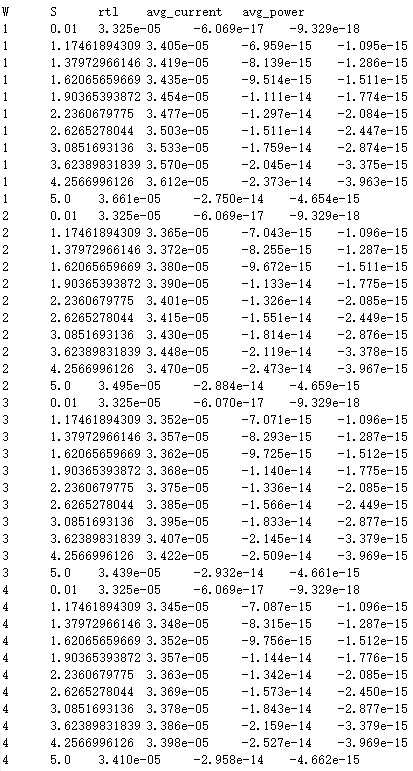 W S rtl avg_current avg_power
1 0.01 3.325e-05 -6.069e-17 -9.329e-18
1 1.17461894309 3.405e-05 -6.959e-15 -1.095e-15
1 1.37972966146 3.419e-05 -8.139e-15 -1.286e-15
1 1.62065659669 3.435e-05 -9.514e-15 -1.511e-15
1 1.90365393872 3.454e-05 -1.111e-14 -1.774e-15
1 2.2360679775 3.477e-05 -1.297e-14 -2.084e-15
1 2.6265278044 3.503e-05 -1.511e-14 -2.447e-15
1 3.0851693136 3.533e-05 -1.759e-14 -2.874e-15
1 3.62389831839 3.570e-05 -2.045e-14 -3.375e-15
1 4.2566996126 3.612e-05 -2.373e-14 -3.963e-15
1 5.0 3.661e-05 -2.750e-14 -4.654e-15
2 0.01 3.325e-05 -6.069e-17 -9.329e-18
2 1.17461894309 3.365e-05 -7.043e-15 -1.096e-15
2 1.37972966146 3.372e-05 -8.255e-15 -1.287e-15
2 1.62065659669 3.380e-05 -9.672e-15 -1.511e-15
2 1.90365393872 3.390e-05 -1.133e-14 -1.775e-15
2 2.2360679775 3.401e-05 -1.326e-14 -2.085e-15
2 2.6265278044 3.415e-05 -1.551e-14 -2.449e-15
2 3.0851693136 3.430e-05 -1.814e-14 -2.876e-15
2 3.62389831839 3.448e-05 -2.119e-14 -3.378e-15
2 4.2566996126 3.470e-05 -2.473e-14 -3.967e-15
2 5.0 3.495e-05 -2.884e-14 -4.659e-15
3 0.01 3.325e-05 -6.070e-17 -9.329e-18
3 1.17461894309 3.352e-05 -7.071e-15 -1.096e-15
3 1.37972966146 3.357e-05 -8.293e-15 -1.287e-15
3 1.62065659669 3.362e-05 -9.725e-15 -1.512e-15
3 1.90365393872 3.368e-05 -1.140e-14 -1.775e-15
3 2.2360679775 3.375e-05 -1.336e-14 -2.085e-15
3 2.6265278044 3.385e-05 -1.566e-14 -2.449e-15
3 3.0851693136 3.395e-05 -1.833e-14 -2.877e-15
3 3.62389831839 3.407e-05 -2.145e-14 -3.379e-15
3 4.2566996126 3.422e-05 -2.509e-14 -3.969e-15
3 5.0 3.439e-05 -2.932e-14 -4.661e-15
4 0.01 3.325e-05 -6.069e-17 -9.329e-18
4 1.17461894309 3.345e-05 -7.087e-15 -1.096e-15
4 1.37972966146 3.348e-05 -8.315e-15 -1.287e-15
4 1.62065659669 3.352e-05 -9.756e-15 -1.512e-15
4 1.90365393872 3.357e-05 -1.144e-14 -1.776e-15
4 2.2360679775 3.363e-05 -1.342e-14 -2.085e-15
4 2.6265278044 3.369e-05 -1.573e-14 -2.450e-15
4 3.0851693136 3.378e-05 -1.843e-14 -2.877e-15
4 3.62389831839 3.386e-05 -2.159e-14 -3.379e-15
4 4.2566996126 3.398e-05 -2.527e-14 -3.969e-15
4 5.0 3.410e-05 -2.958e-14 -4.662e-15